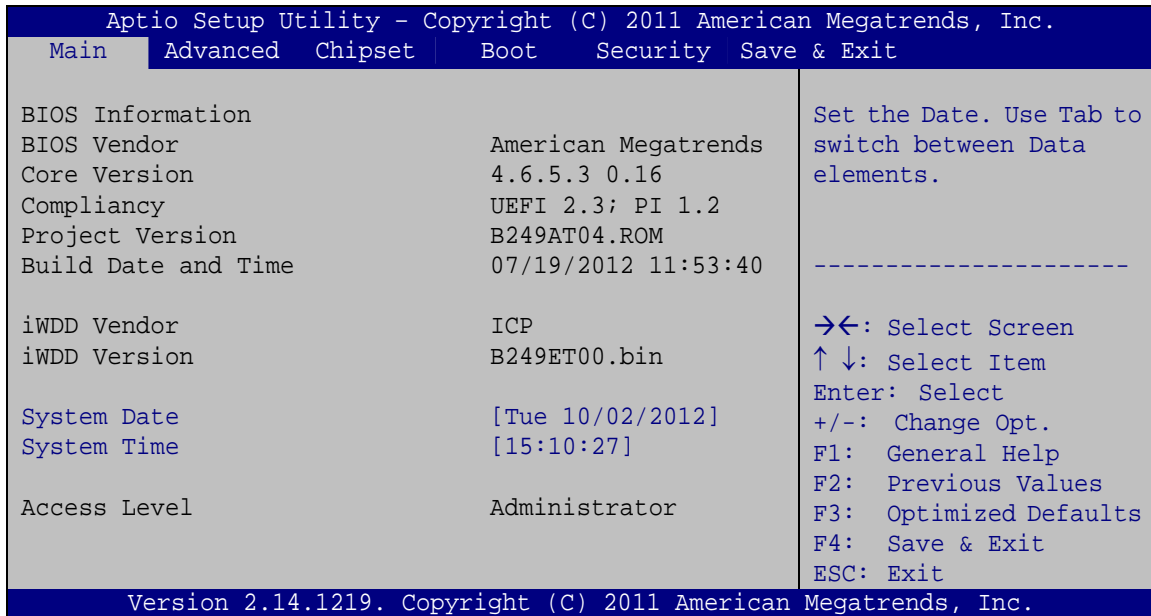 Aptio Setup Utility – Copyright (C) 2011 American Megatrends, Inc.
Main Advanced Chipset Boot Security Save & Exit
BIOS Information
BIOS Vendor American Megatrends
Core Version 4.6.5.3 0.16
Compliancy UEFI 2.3; PI 1.2
Project Version B249AT04.ROM
Build Date and Time 07/19/2012 11:53:40
iWDD Vendor ICP
iWDD Version B249ET00.bin
System Date [Tue 10/02/2012]
System Time [15:10:27]
Access Level Administrator
Set the Date. Use Tab to
switch between Data
elements.
----------------------
→←: Select Screen
↑ ↓: Select Item
Enter: Select
+/-: Change Opt.
F1: General Help
F2: Previous Values
F3: Optimized Defaults
F4: Save & Exit
ESC: Exit
Version 2.14.1219. Copyright (C) 2011 American Megatrends, Inc.